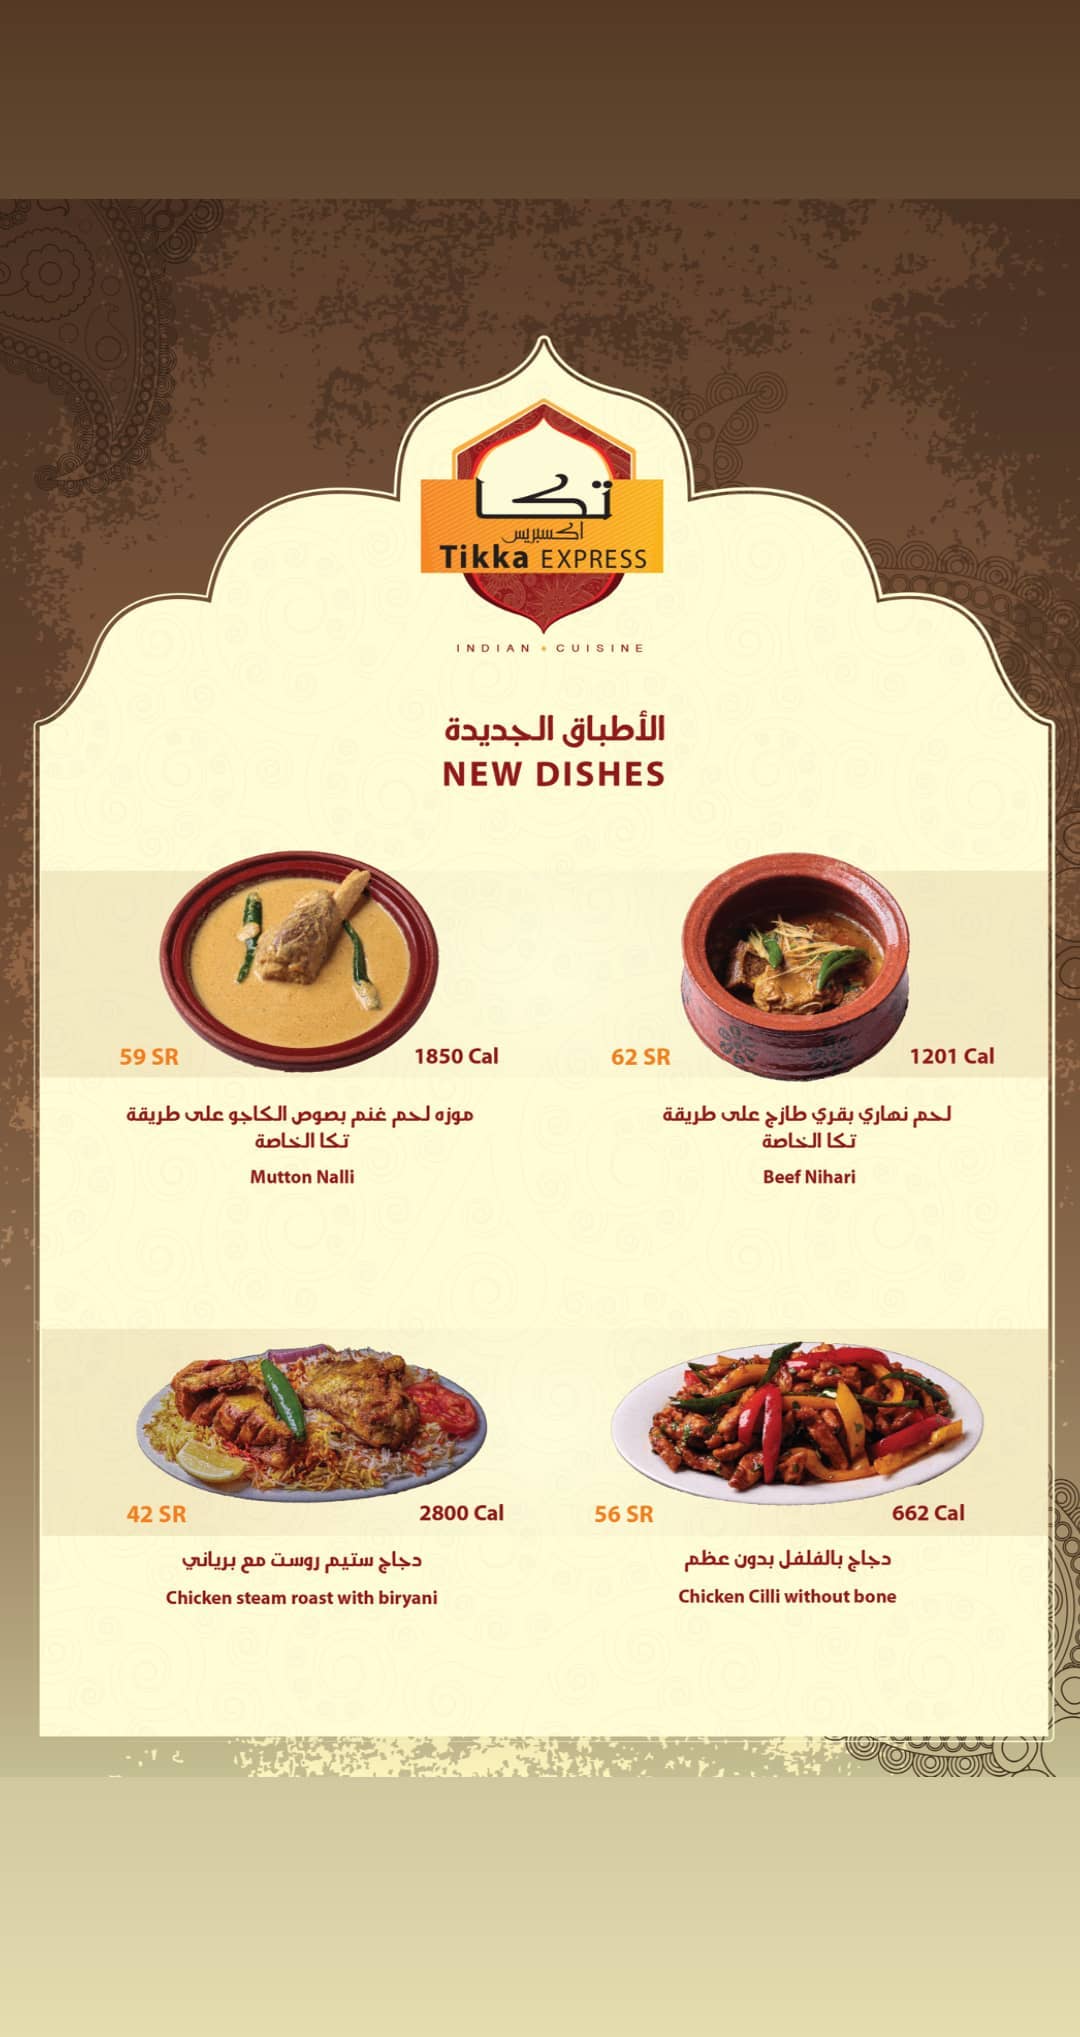 تكا
اكسبريس
Tikka EXPRESS
INDIAN • CUISINE
الأطباق الجديدة
NEW DISHES
59 SR
1850 Cal
موزه لحم غنم بصوص الكاجو على طريقة
تكا الخاصة
Mutton Nalli
62 SR
1201 Cal
لحم نهاري بقري طازج على طريقة
تكا الخاصة
Beef Nihari
42 SR
2800 Cal
دجاج ستيم روست مع برياني
Chicken steam roast with biryani
56 SR
662 Cal
دجاج بالفلفل بدون عظم
Chicken Cilli without bone